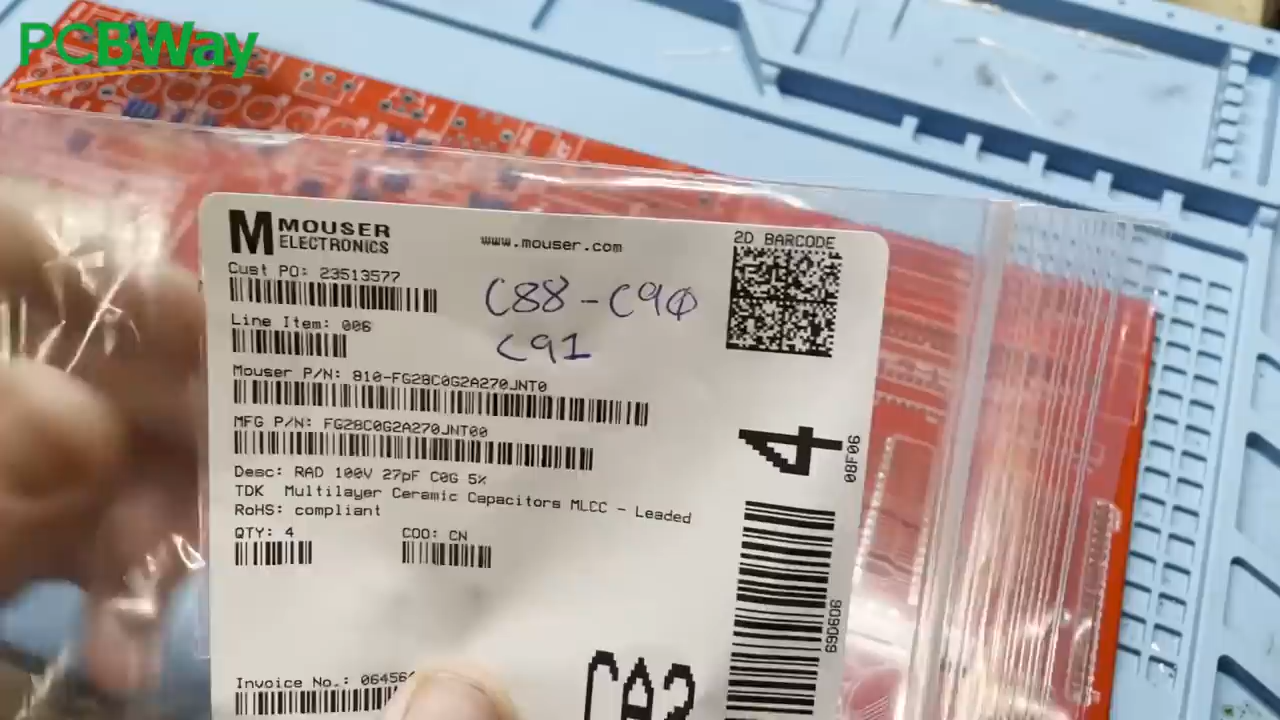 PCBWay
MOUSER
ELECTRONICS
www.mouser.com
2D BARCODE
Cust PO: 23513577
C88-C90
Line Item: 006
C91
Mouser P/N: 810-FG28C0G2A270JNT0
MFG P/N: FG28C0G2A270JNT00
4
08F06
Desc: RAD 100V 27pF C0G 5%
TDK Multilayer Ceramic Capacitors MLCC - Leaded
RoHS: compliant
QTY: 4
COO: CN
69D606
Invoice No.: 06456